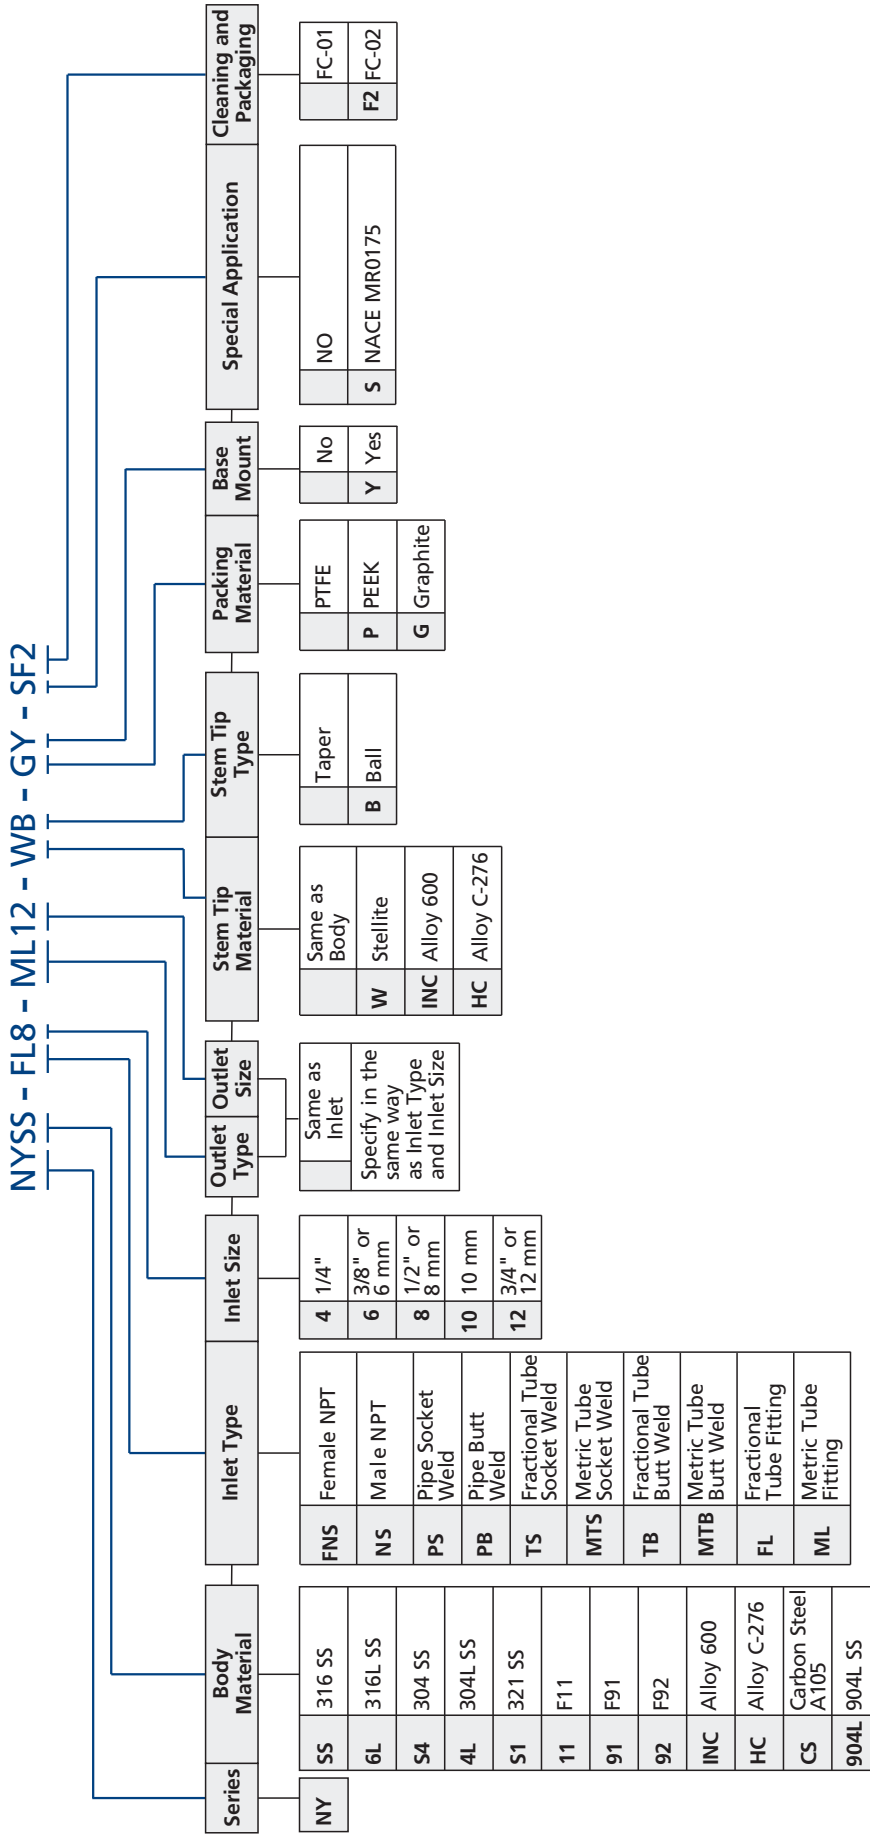 NYSS - FL8 - ML12 - WB - GY - SF2
Series
NY
Body
Material
SS 316 SS
6L 316L SS
S4 304 SS
4L 304L SS
S1 321 SS
11 F11
91 F91
92 F92
INC Alloy 600
HC Alloy C-276
CS Carbon Steel
A105
904L 904L SS
Inlet Type
FNS Female NPT
NS Male NPT
PS Pipe Socket
Weld
PB Pipe Butt
Weld
TS Fractional Tube
Socket Weld
MTS Metric Tube
Socket Weld
TB Fractional Tube
Butt Weld
MTB Metric Tube
Butt Weld
FL Fractional
Tube Fitting
ML Metric Tube
Fitting
Inlet Size
4 1/4"
6 3/8" or
6 mm
8 1/2" or
8 mm
10 10 mm
12 3/4" or
12 mm
Outlet
Type
Outlet
Size
Same as
Inlet
Specify in the
same way
as Inlet Type
and Inlet Size
Stem Tip
Material
Same as
Body
W Stellite
INC Alloy 600
HC Alloy C-276
Stem Tip
Type
Taper
B Ball
Packing
Material
PTFE
P PEEK
G Graphite
Base
Mount
No
Y Yes
Special Application
NO
S NACE MR0175
Cleaning and
Packaging
FC-01
F2 FC-02